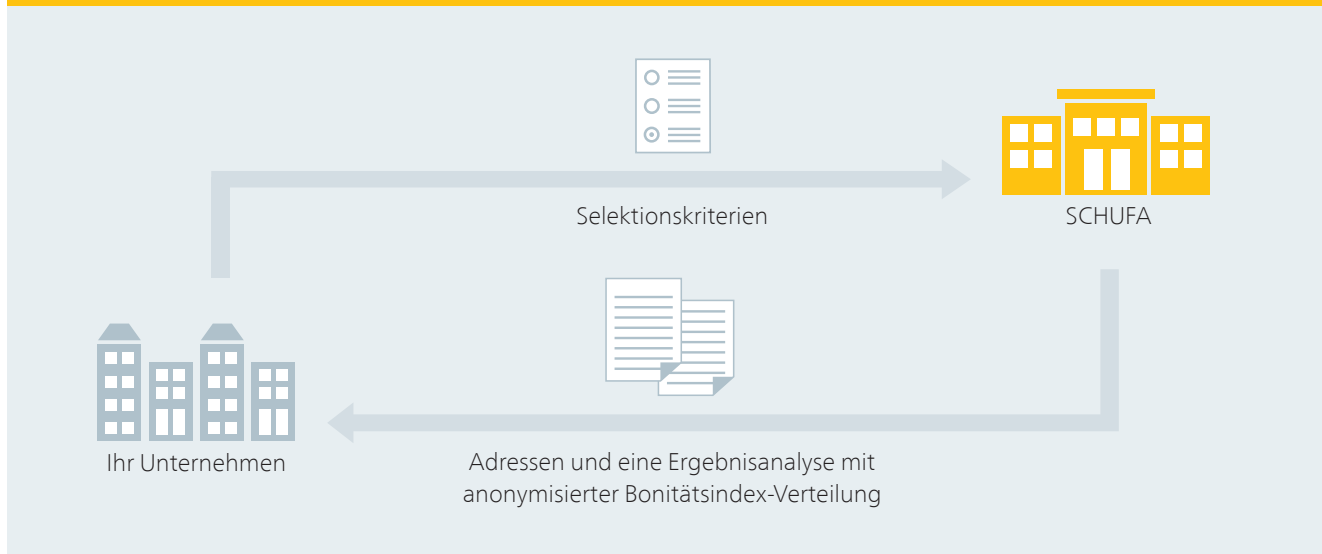 Selektionskriterien
SCHUFA
Ihr Unternehmen
Adressen und eine Ergebnisanalyse mit
anonymisierter Bonitätsindex-Verteilung